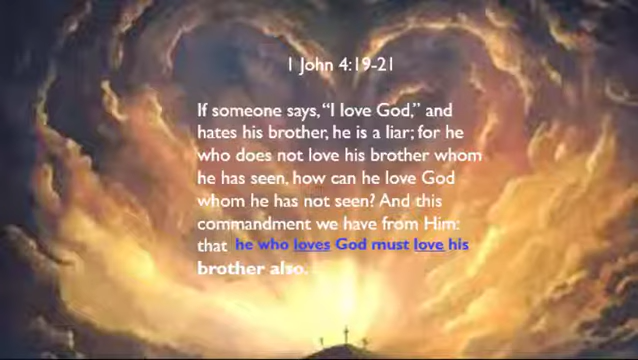 1 John 4:19-21
If someone says, “I love God,” and
hates his brother, he is a liar; for he
who does not love his brother whom
he has seen, how can he love God
whom he has not seen? And this
commandment we have from Him:
that he who loves God must love his
brother also.